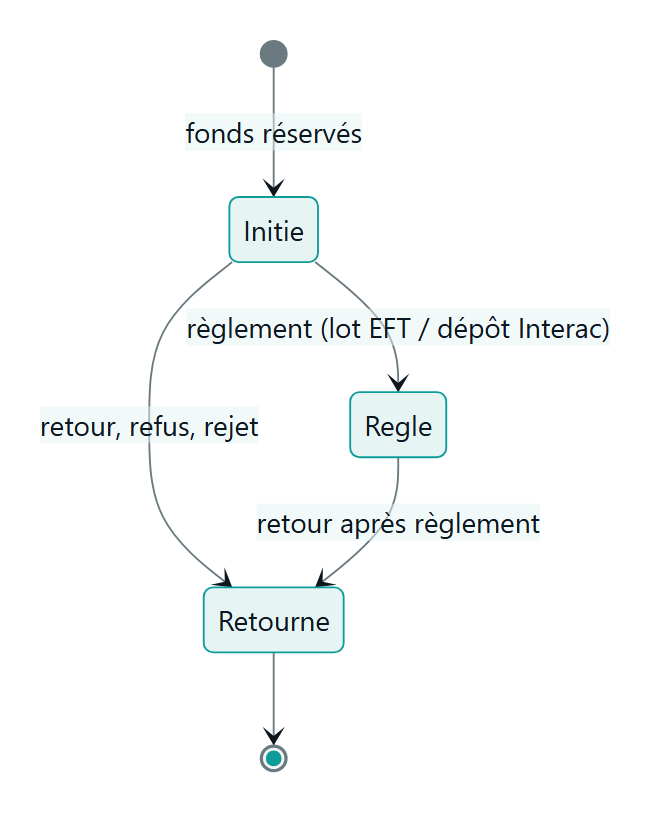 fonds réservés
Initie
règlement (lot EFT / dépôt Interac)
retour, refus, rejet
Regle
retour après règlement
Retourne